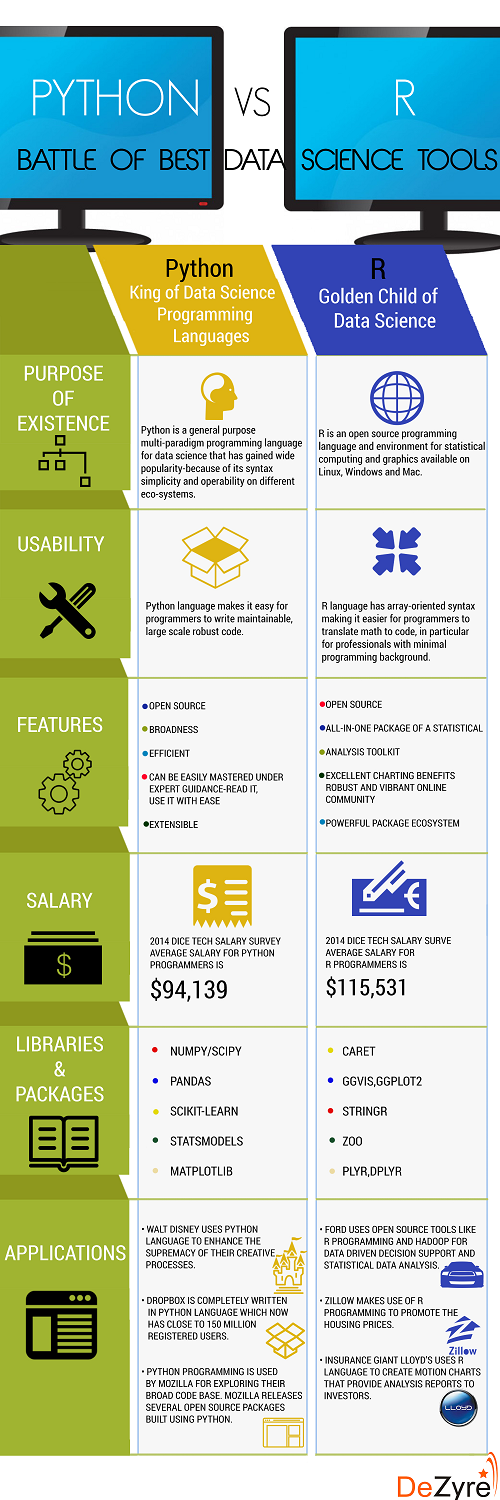 PYTHON VS R
BATTLE OF BEST DATA SCIENCE TOOLS
Python
King of Data Science
Programming
Languages
R
Golden Child of
Data Science
PURPOSE
OF
EXISTENCE
Python is a general purpose
multi-paradigm programming language
for data science that has gained wide
popularity-because of its syntax
simplicity and operability on different
eco-systems.
R is an open source programming
language and environment for statistical
computing and graphics available on
Linux, Windows and Mac.
USABILITY
Python language makes it easy for
programmers to write maintainable,
large scale robust code.
R language has array-oriented syntax
making it easier for programmers to
translate math to code, in particular
for professionals with minimal
programming background.
FEATURES
•OPEN SOURCE
•BROADNESS
•EFFICIENT
•CAN BE EASILY MASTERED UNDER
EXPERT GUIDANCE-READ IT,
USE IT WITH EASE
•EXTENSIBLE
•OPEN SOURCE
•ALL-IN-ONE PACKAGE OF A STATISTICAL
•ANALYSIS TOOLKIT
•EXCELLENT CHARTING BENEFITS
ROBUST AND VIBRANT ONLINE
COMMUNITY
•POWERFUL PACKAGE ECOSYSTEM
SALARY
$
$
2014 DICE TECH SALARY SURVEY
AVERAGE SALARY FOR PYTHON
PROGRAMMERS IS
$94,139
€
2014 DICE TECH SALARY SURVE
AVERAGE SALARY FOR
R PROGRAMMERS IS
$115,531
LIBRARIES
&
PACKAGES
• NUMPY/SCIPY
• PANDAS
• SCIKIT-LEARN
• STATSMODELS
• MATPLOTLIB
• CARET
• GGVIS,GGPLOT2
• STRINGR
• ZOO
• PLYR,DPLYR
APPLICATIONS
• WALT DISNEY USES PYTHON
LANGUAGE TO ENHANCE THE
SUPREMACY OF THEIR CREATIVE
PROCESSES.
• DROPBOX IS COMPLETELY WRITTEN
IN PYTHON LANGUAGE WHICH NOW
HAS CLOSE TO 150 MILLION
REGISTERED USERS.
• PYTHON PROGRAMMING IS USED
BY MOZILLA FOR EXPLORING THEIR
BROAD CODE BASE. MOZILLA RELEASES
SEVERAL OPEN SOURCE PACKAGES
BUILT USING PYTHON.
• FORD USES OPEN SOURCE TOOLS LIKE
R PROGRAMMING AND HADOOP FOR
DATA DRIVEN DECISION SUPPORT AND
STATISTICAL DATA ANALYSIS.
• ZILLOW MAKES USE OF R
PROGRAMMING TO PROMOTE THE
HOUSING PRICES.
Zillow
• INSURANCE GIANT LLOYD'S USES R
LANGUAGE TO CREATE MOTION CHARTS
THAT PROVIDE ANALYSIS REPORTS TO
INVESTORS.
LLOYD
DeZyre